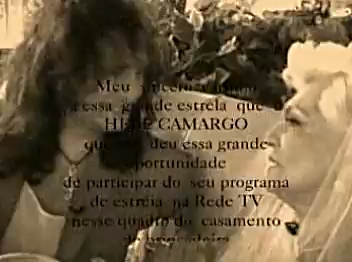 Meu sincero
a essa grande estrela que é
HEBE CAMARGO
que me deu essa grande
oportunidade
de participar do seu programa
de estréia na Rede TV
nesse quadro do casamento